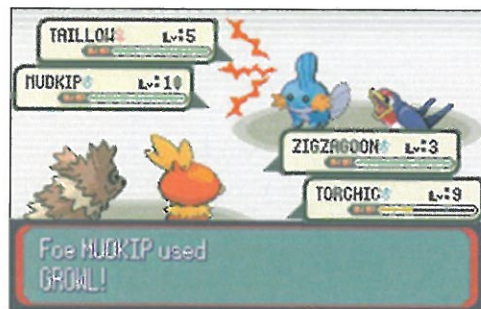 TAILLOW♀ Lv:5
MUDKIP♂ Lv:10
ZIGZAGOON♂ Lv:3
TORCHIC♂ Lv:9
Foe MUDKIP used
GROWL!